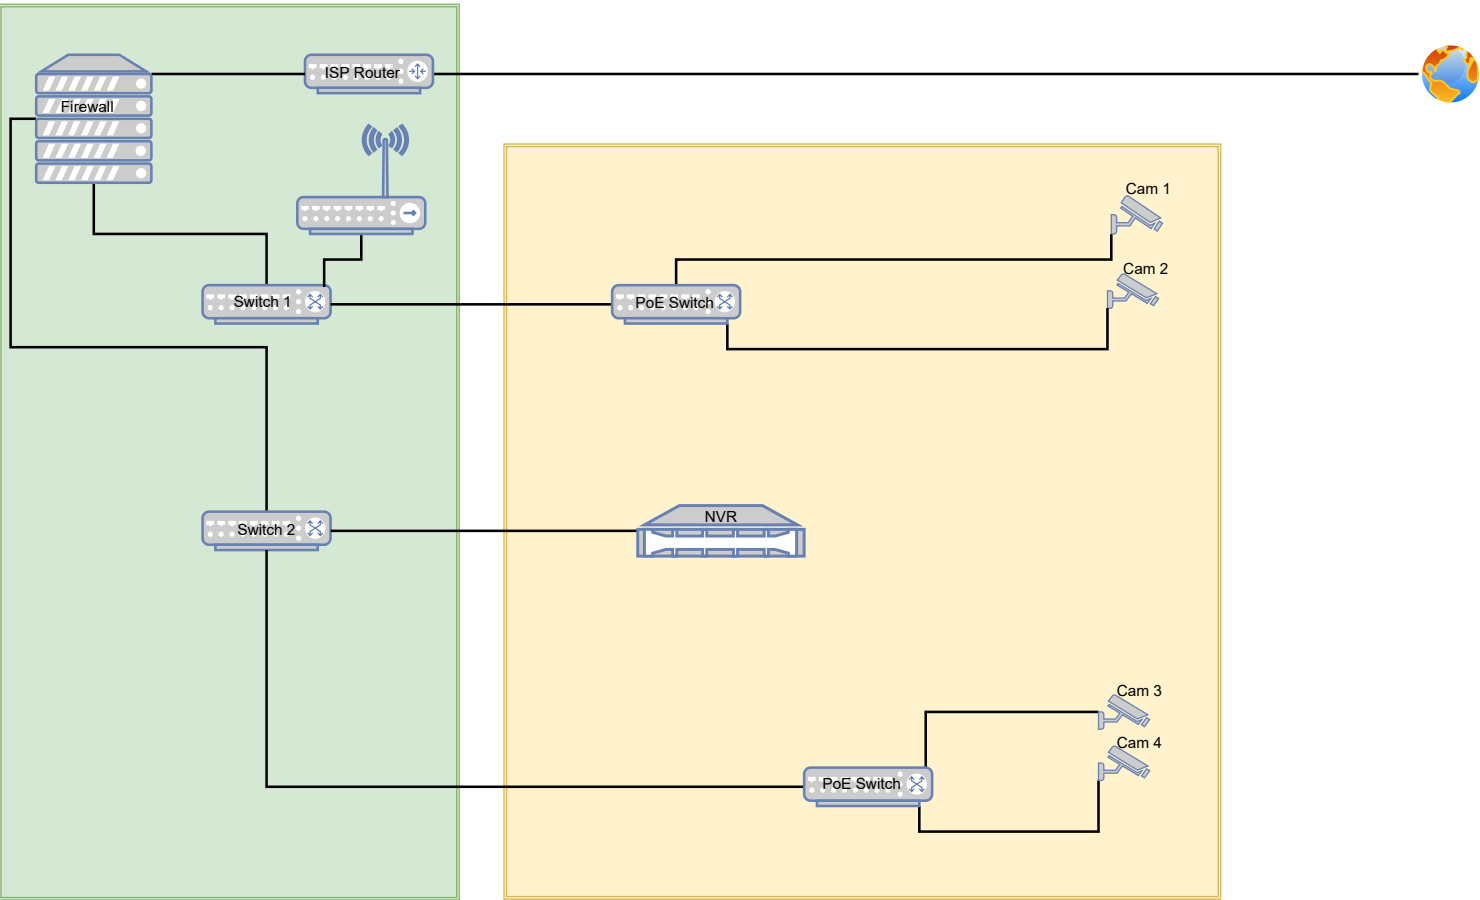 ISP Router
Firewall
Cam 1
Cam 2
Switch 1
PoE Switch
NVR
Switch 2
Cam 3
Cam 4
PoE Switch